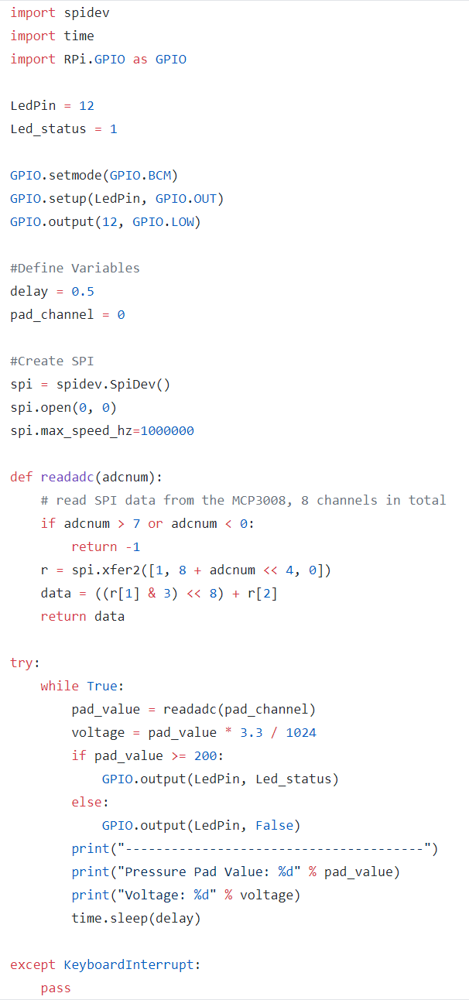 import spidev
import time
import RPi.GPIO as GPIO

LedPin = 12
Led_status = 1

GPIO.setmode(GPIO.BCM)
GPIO.setup(LedPin, GPIO.OUT)
GPIO.output(12, GPIO.LOW)

#Define Variables
delay = 0.5
pad_channel = 0

#Create SPI
spi = spidev.SpiDev()
spi.open(0, 0)
spi.max_speed_hz=1000000

def readadc(adcnum):
    # read SPI data from the MCP3008, 8 channels in total
    if adcnum > 7 or adcnum < 0:
        return -1
    r = spi.xfer2([1, 8 + adcnum << 4, 0])
    data = ((r[1] & 3) << 8) + r[2]
    return data

try:
    while True:
        pad_value = readadc(pad_channel)
        voltage = pad_value * 3.3 / 1024
        if pad_value >= 200:
            GPIO.output(LedPin, Led_status)
        else:
            GPIO.output(LedPin, False)
        print("---------------------------------------")
        print("Pressure Pad Value: %d" % pad_value)
        print("Voltage: %d" % voltage)
        time.sleep(delay)

except KeyboardInterrupt:
    pass